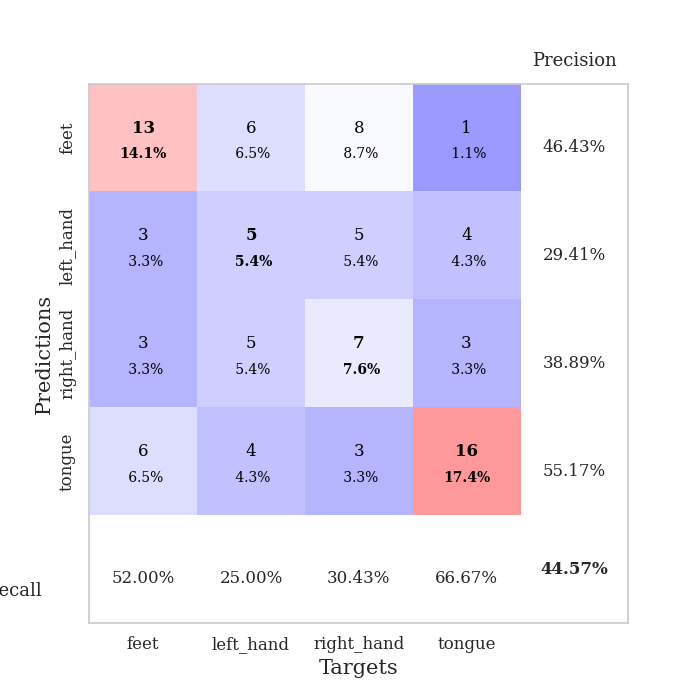 Precision
feet
13 6 8 1 46.43%
14.1% 6.5% 8.7% 1.1%
left_hand
3 5 5 4 29.41%
3.3% 5.4% 5.4% 4.3%
Predictions
right_hand
3 5 7 3 38.89%
3.3% 5.4% 7.6% 3.3%
tongue
6 4 3 16 55.17%
6.5% 4.3% 3.3% 17.4%
ecall 52.00% 25.00% 30.43% 66.67% 44.57%
feet left_hand right_hand tongue
Targets